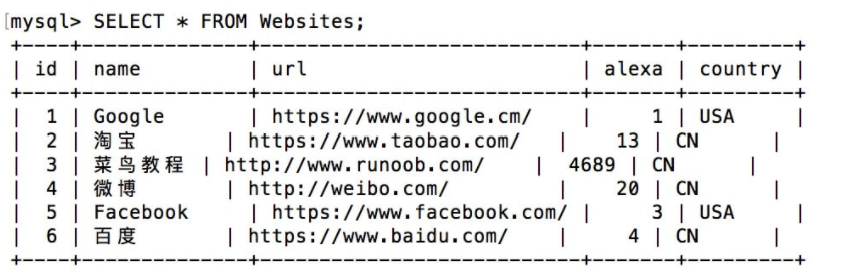 [mysql> SELECT * FROM Websites;
+----+--------------+---------------------------+-------+---------+
| id | name | url | alexa | country |
+----+--------------+---------------------------+-------+---------+
| 1 | Google | https://www.google.cm/ | 1 | USA |
| 2 | 淘宝 | https://www.taobao.com/ | 13 | CN |
| 3 | 菜鸟教程 | http://www.runoob.com/ | 4689 | CN |
| 4 | 微博 | http://weibo.com/ | 20 | CN |
| 5 | Facebook | https://www.facebook.com/ | 3 | USA |
| 6 | 百度 | https://www.baidu.com/ | 4 | CN |
+----+--------------+---------------------------+-------+---------+